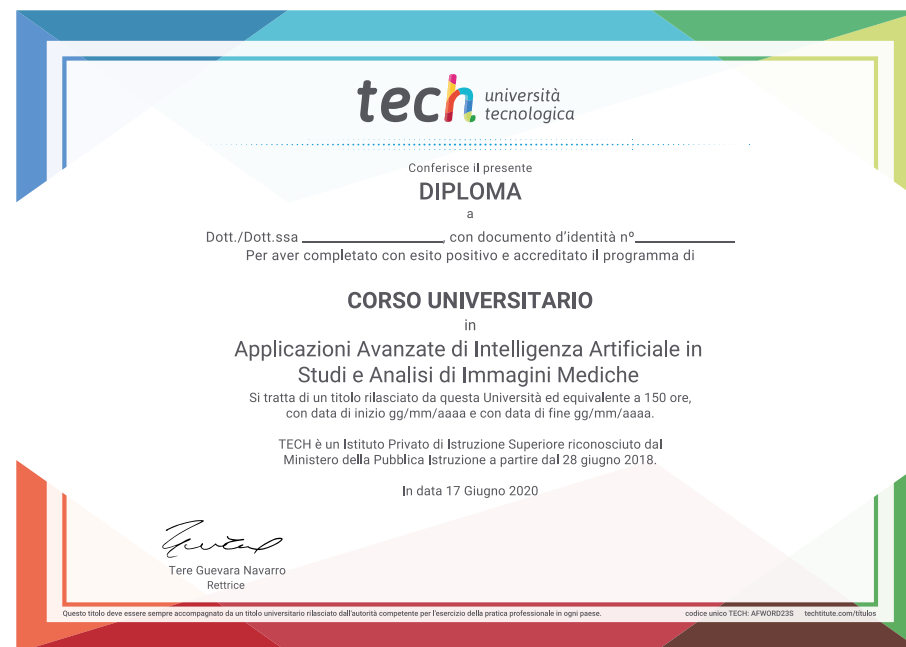 tech università
tecnologica
Conferisce il presente
DIPLOMA
a
Dott./Dott.ssa ____________________, con documento d'identità nº______________
Per aver completato con esito positivo e accreditato il programma di
CORSO UNIVERSITARIO
in
Applicazioni Avanzate di Intelligenza Artificiale in
Studi e Analisi di Immagini Mediche
Si tratta di un titolo rilasciato da questa Università ed equivalente a 150 ore,
con data di inizio gg/mm/aaaa e con data di fine gg/mm/aaaa.
TECH è un Istituto Privato di Istruzione Superiore riconosciuto dal
Ministero della Pubblica Istruzione a partire dal 28 giugno 2018.
In data 17 Giugno 2020
Tere Guevara Navarro
Rettrice
Questo titolo deve essere sempre accompagnato da un titolo universitario rilasciato dall'autorità competente per l'esercizio della pratica professionale in ogni paese. codice unico TECH: AFWORD23S techtitute.com/títulos